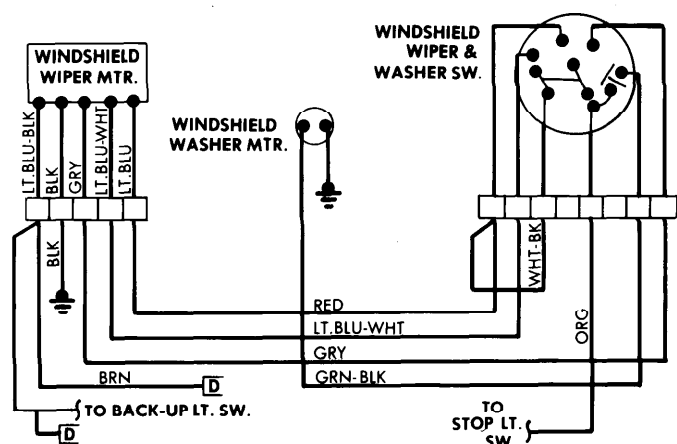 WINDSHIELD
WIPER MTR.
WINDSHIELD
WASHER MTR.
WINDSHIELD
WIPER &
WASHER SW.
LT.BLU-BLK
BLK
GRY
LT.BLU-WHT
LT.BLU
BLK
WHT-BK
ORG
RED
LT.BLU-WHT
GRY
BRN
D
GRN-BLK
TO BACK-UP LT. SW.
D
TO
STOP LT.
SW